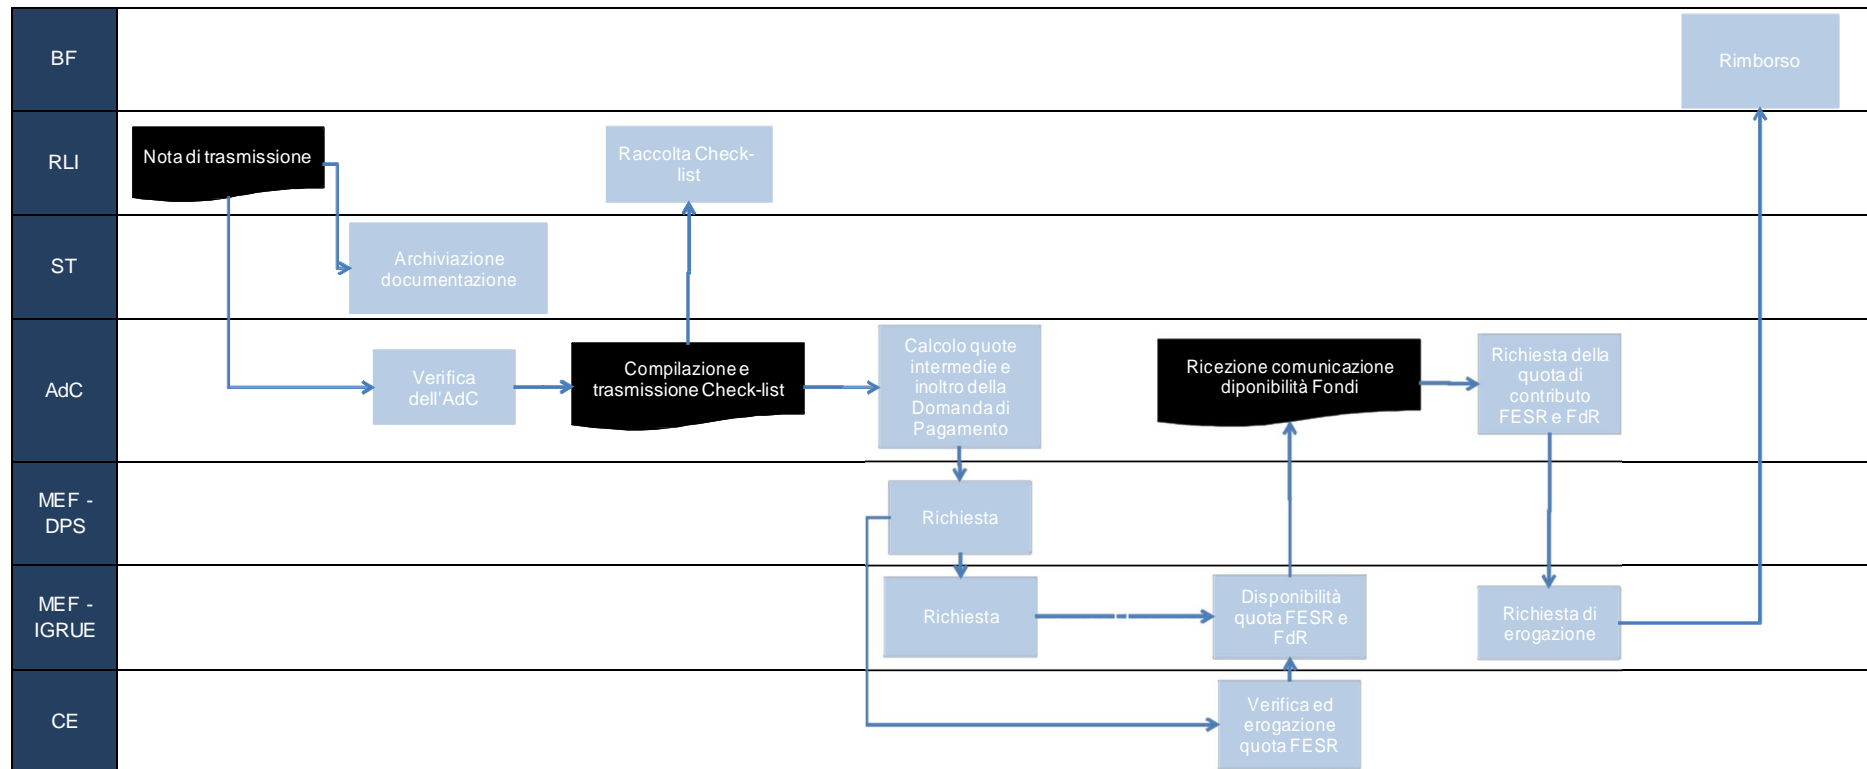 BF
Rimborso
RLI
Nota di trasmissione
Raccolta Check-
list
ST
Archiviazione
documentazione
AdC
Verifica
dell'AdC
Compilazione e
trasmissione Check-list
Calcolo quote
intermedie e
inoltro della
Domanda di
Pagamento
Ricezione comunicazione
diponibilità Fondi
Richiesta della
quota di
contributo
FESR e FdR
MEF -
DPS
Richiesta
MEF -
IGRUE
Richiesta
Disponibilità
quota FESR e
FdR
Richiesta di
erogazione
CE
Verifica ed
erogazione
quota FESR